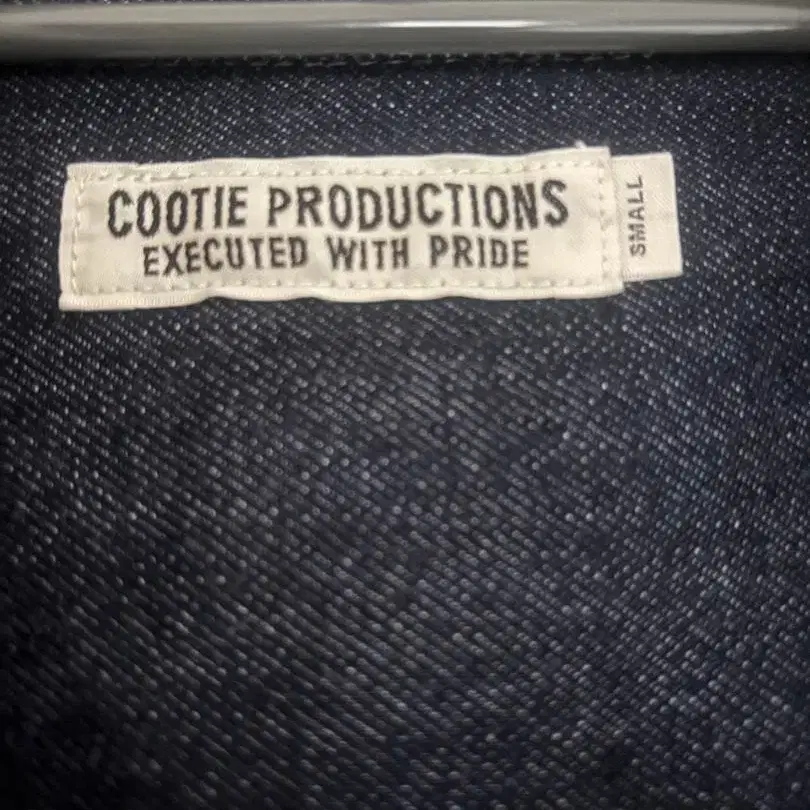 COOTIE PRODUCTIONS
EXECUTED WITH PRIDE
SMALL